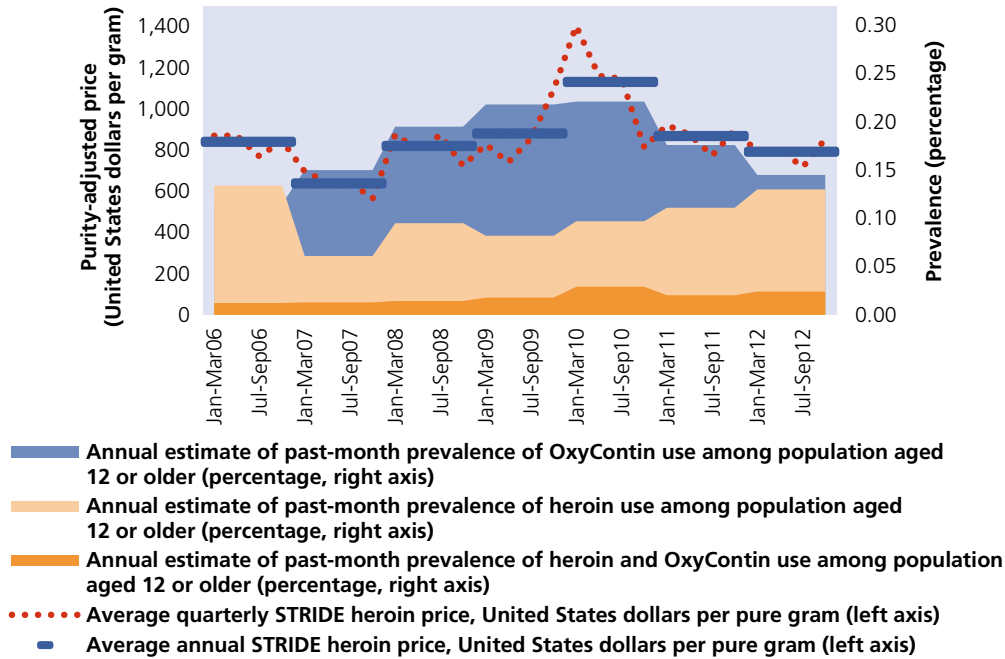 Purity-adjusted price
(United States dollars per gram)
1,400
1,200
1,000
800
600
400
200
0
0.30
0.25
0.20
0.15
0.10
0.05
0.00
Prevalence (percentage)
Jan-Mar06
Jul-Sep06
Jan-Mar07
Jul-Sep07
Jan-Mar08
Jul-Sep08
Jan-Mar09
Jul-Sep09
Jan-Mar10
Jul-Sep10
Jan-Mar11
Jul-Sep11
Jan-Mar12
Jul-Sep12
Annual estimate of past-month prevalence of OxyContin use among population aged
12 or older (percentage, right axis)
Annual estimate of past-month prevalence of heroin use among population aged
12 or older (percentage, right axis)
Annual estimate of past-month prevalence of heroin and OxyContin use among population
aged 12 or older (percentage, right axis)
Average quarterly STRIDE heroin price, United States dollars per pure gram (left axis)
Average annual STRIDE heroin price, United States dollars per pure gram (left axis)